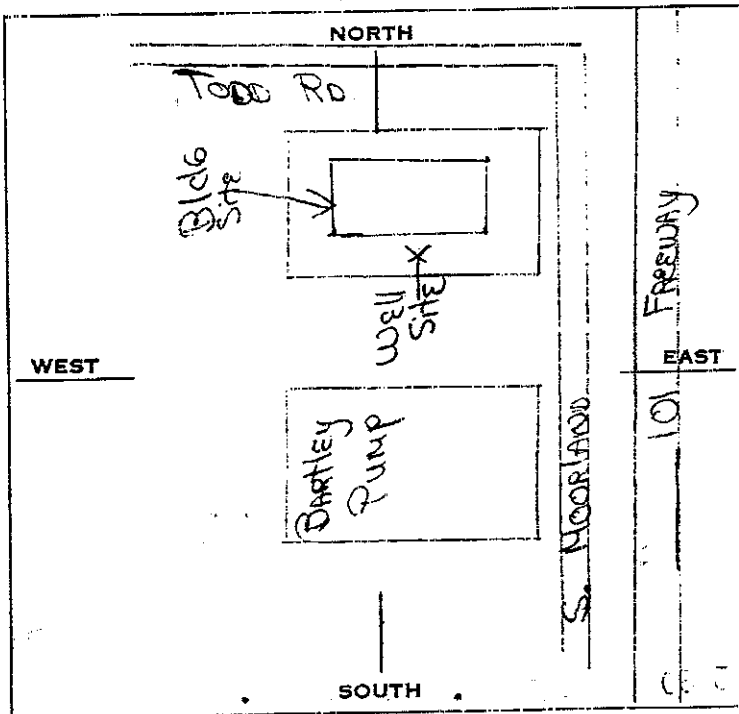 NORTH
TODD RD
Bldg
Site
Well
Site
WEST
EAST
101 FREEWAY
Bartley
Pump
S. MOORLAND
SOUTH